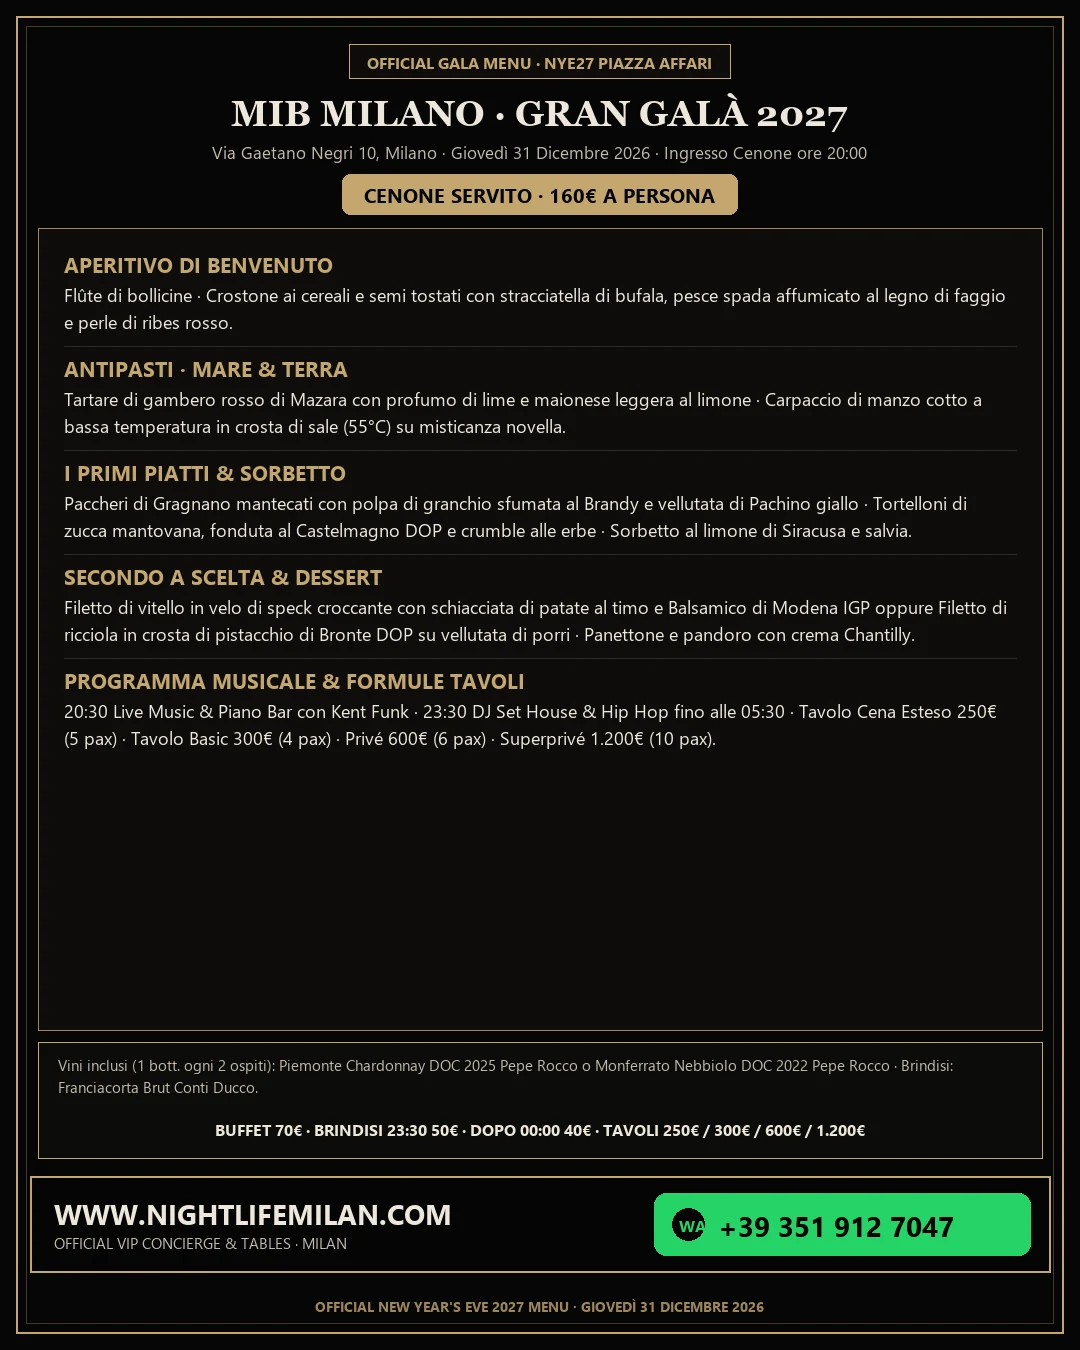 OFFICIAL GALA MENU · NYE27 PIAZZA AFFARI
MIB MILANO · GRAN GALÀ 2027
Via Gaetano Negri 10, Milano · Giovedì 31 Dicembre 2026 · Ingresso Cenone ore 20:00
CENONE SERVITO · 160€ A PERSONA
APERITIVO DI BENVENUTO
Flûte di bollicine · Crostone ai cereali e semi tostati con stracciatella di bufala, pesce spada affumicato al legno di faggio
e perle di ribes rosso.
ANTIPASTI · MARE & TERRA
Tartare di gambero rosso di Mazara con profumo di lime e maionese leggera al limone · Carpaccio di manzo cotto a
bassa temperatura in crosta di sale (55°C) su misticanza novella.
I PRIMI PIATTI & SORBETTO
Paccheri di Gragnano mantecati con polpa di granchio sfumata al Brandy e vellutata di Pachino giallo · Tortelloni di
zucca mantovana, fonduta al Castelmagno DOP e crumble alle erbe · Sorbetto al limone di Siracusa e salvia.
SECONDO A SCELTA & DESSERT
Filetto di vitello in velo di speck croccante con schiacciata di patate al timo e Balsamico di Modena IGP oppure Filetto di
ricciola in crosta di pistacchio di Bronte DOP su vellutata di porri · Panettone e pandoro con crema Chantilly.
PROGRAMMA MUSICALE & FORMULE TAVOLI
20:30 Live Music & Piano Bar con Kent Funk · 23:30 DJ Set House & Hip Hop fino alle 05:30 · Tavolo Cena Esteso 250€
(5 pax) · Tavolo Basic 300€ (4 pax) · Privé 600€ (6 pax) · Superprivé 1.200€ (10 pax).
Vini inclusi (1 bott. ogni 2 ospiti): Piemonte Chardonnay DOC 2025 Pepe Rocco o Monferrato Nebbiolo DOC 2022 Pepe Rocco · Brindisi:
Franciacorta Brut Conti Ducco.
BUFFET 70€ · BRINDISI 23:30 50€ · DOPO 00:00 40€ · TAVOLI 250€ / 300€ / 600€ / 1.200€
WWW.NIGHTLIFEMILAN.COM
OFFICIAL VIP CONCIERGE & TABLES · MILAN
WA +39 351 912 7047
OFFICIAL NEW YEAR'S EVE 2027 MENU · GIOVEDÌ 31 DICEMBRE 2026